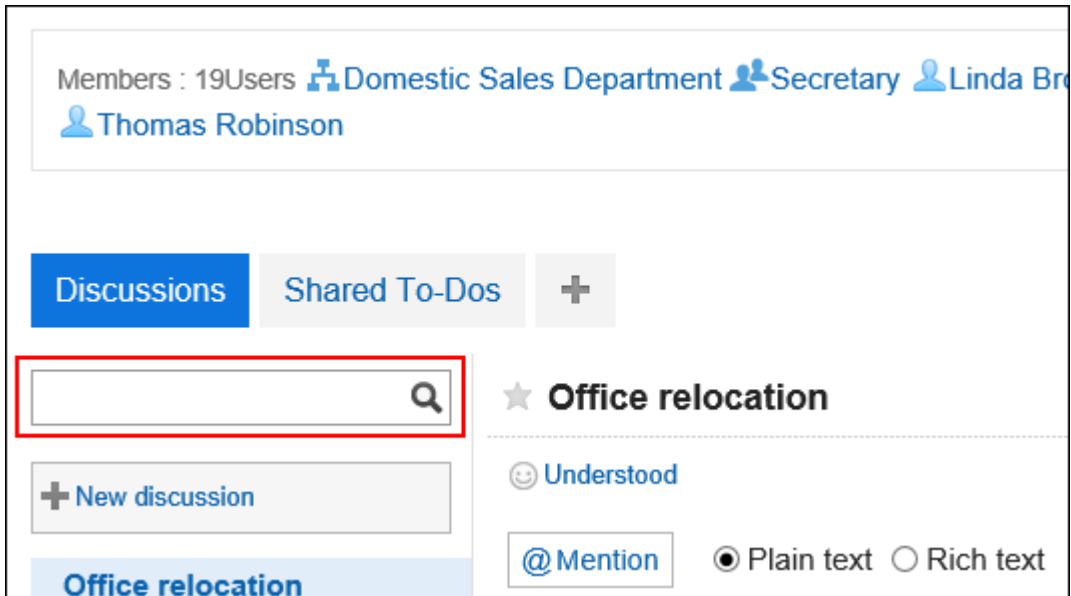 Members : 19Users Domestic Sales Department Secretary Linda
Thomas Robinson
Discussions Shared To-Dos
Office relocation
Understood
New discussion
@Mention Plain text Rich text
Office relocation